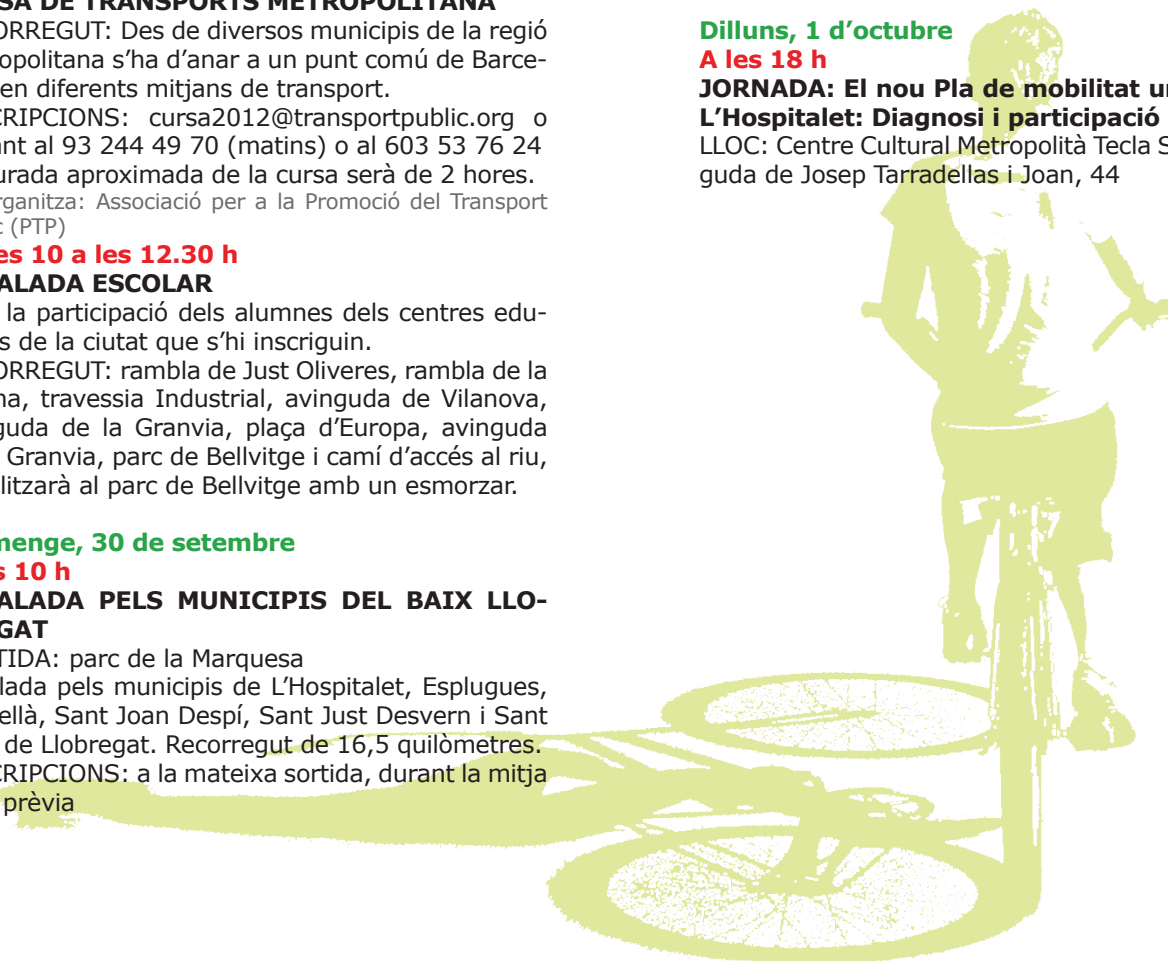 SA DE TRANSPORTS METROPOLITANA
ORREGUT: Des de diversos municipis de la regió
opolitana s’ha d’anar a un punt comú de Barce-
en diferents mitjans de transport.
CRIPCIONS: cursa2012@transportpublic.org o
nt al 93 244 49 70 (matins) o al 603 53 76 24
urada aproximada de la cursa serà de 2 hores.
rganitza: Associació per a la Promoció del Transport
c (PTP)
es 10 a les 12.30 h
ALADA ESCOLAR
la participació dels alumnes dels centres edu-
s de la ciutat que s’hi inscriguin.
ORREGUT: rambla de Just Oliveres, rambla de la
na, travessia Industrial, avinguda de Vilanova,
guda de la Granvia, plaça d’Europa, avinguda
Granvia, parc de Bellvitge i camí d’accés al riu,
litzarà al parc de Bellvitge amb un esmorzar.
menge, 30 de setembre
s 10 h
ALADA PELS MUNICIPIS DEL BAIX LLO-
GAT
TIDA: parc de la Marquesa
lada pels municipis de L’Hospitalet, Esplugues,
ellà, Sant Joan Despí, Sant Just Desvern i Sant
de Llobregat. Recorregut de 16,5 quilòmetres.
CRIPCIONS: a la mateixa sortida, durant la mitja
prèvia
Dilluns, 1 d’octubre
A les 18 h
JORNADA: El nou Pla de mobilitat u
L’Hospitalet: Diagnosi i participació
LLOC: Centre Cultural Metropolità Tecla S
guda de Josep Tarradellas i Joan, 44